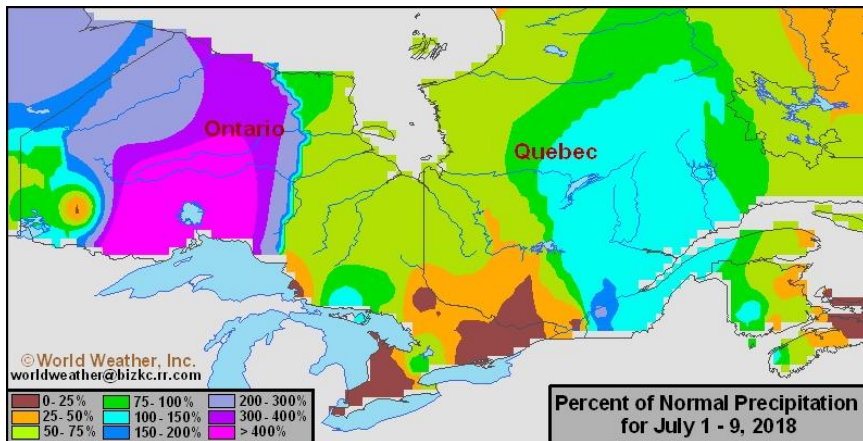 Ontario
Quebec
©World Weather, Inc.
worldweather@bizkc.rr.com
0 - 25%
75 - 100%
200 - 300%
25 - 50%
100 - 150%
300 - 400%
50 - 75%
150 - 200%
> 400%
Percent of Normal Precipitation
for July 1 - 9, 2018